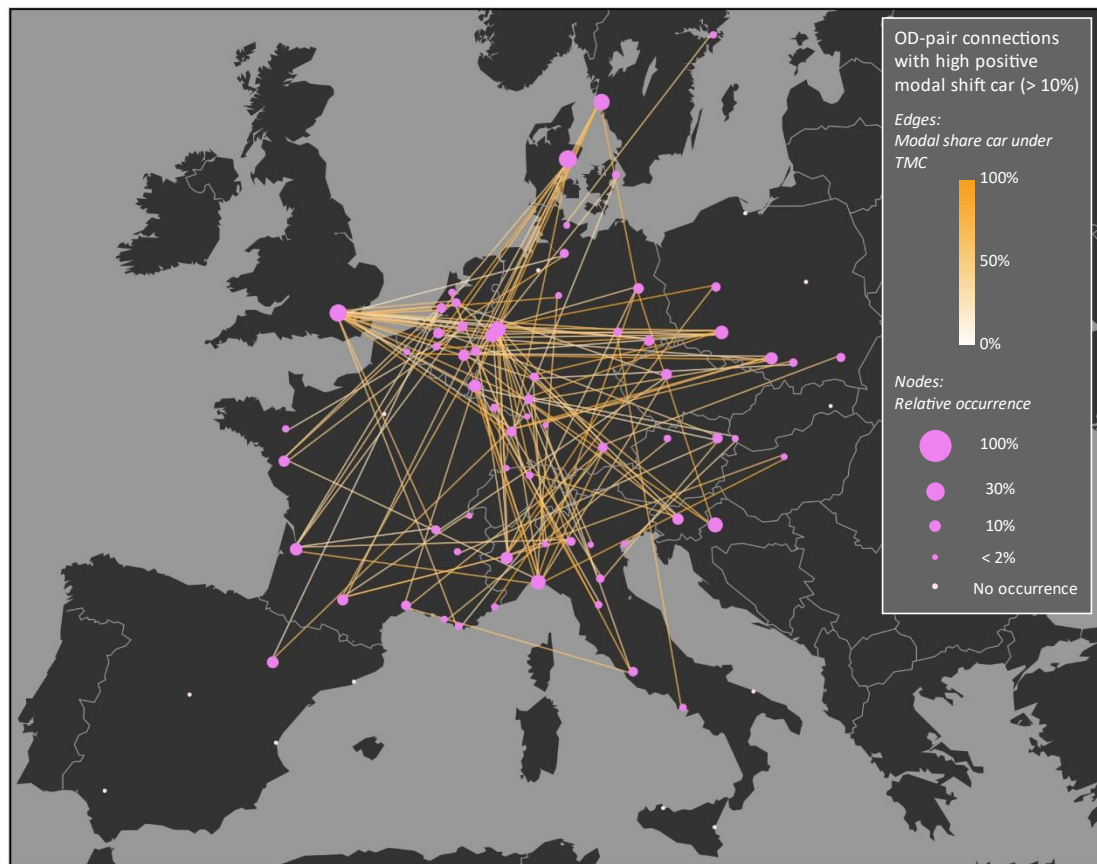 OD-pair connections
with high positive
modal shift car (> 10%)
Edges:
Modal share car under
TMC
100%
50%
0%
Nodes:
Relative occurrence
100%
30%
10%
< 2%
No occurrence